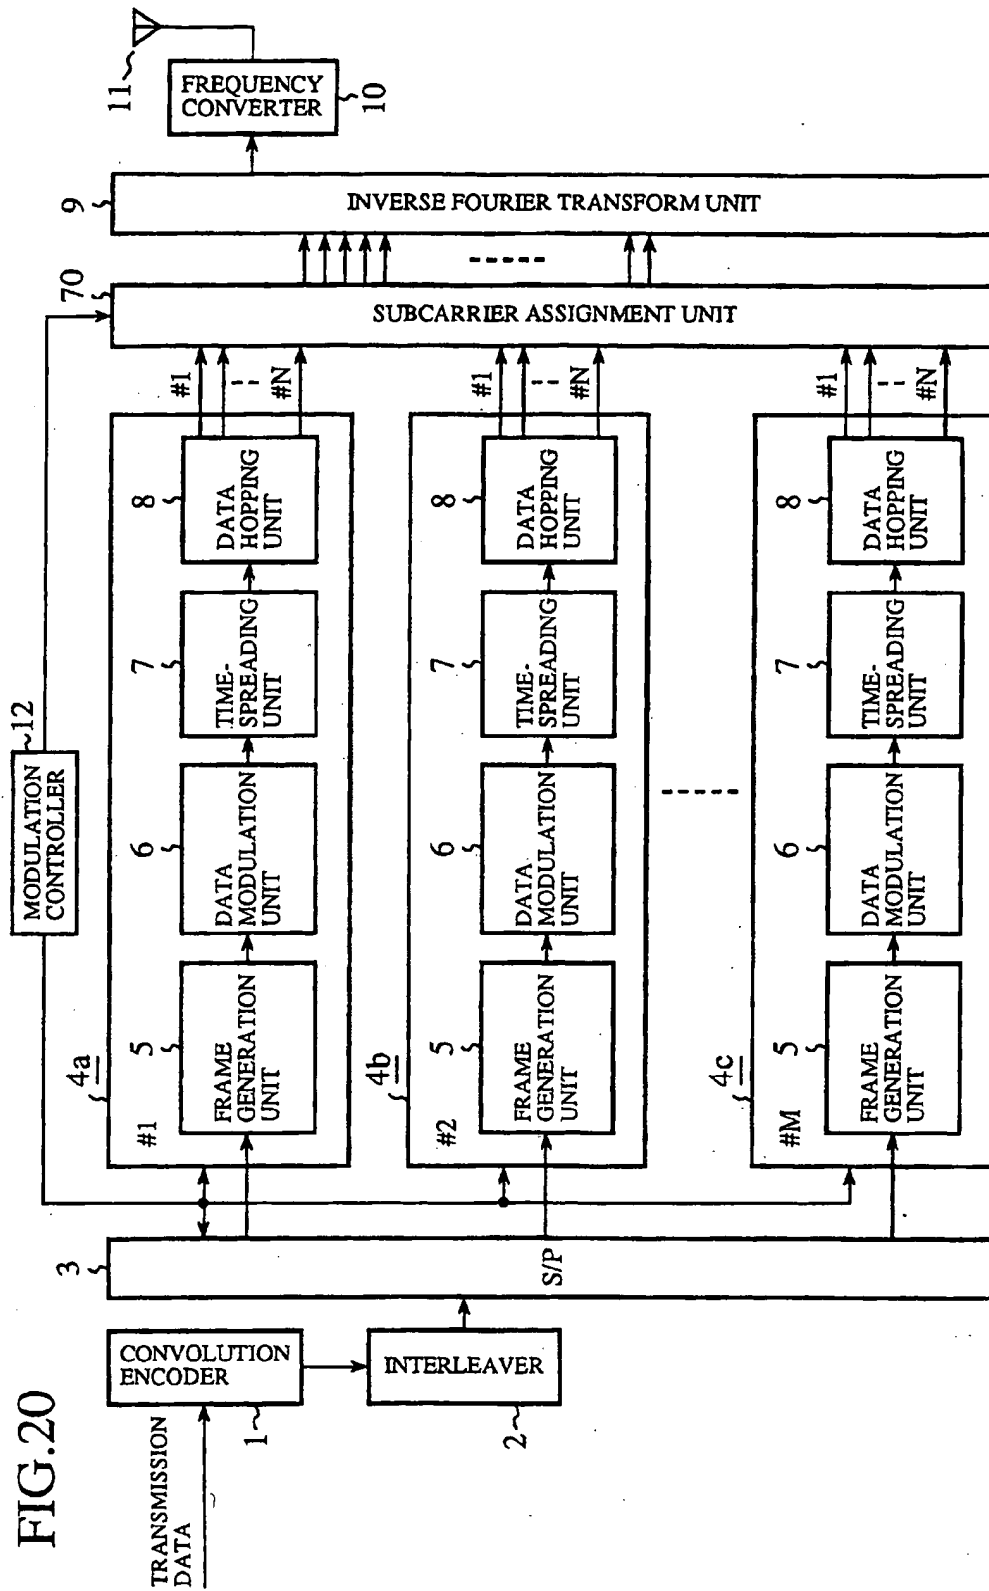 FIG.20
TRANSMISSION
DATA
CONVOLUTION
ENCODER
1
INTERLEAVER
2
3
S/P
MODULATION
CONTROLLER
12
4a
#1
5
FRAME
GENERATION
UNIT
6
DATA
MODULATION
UNIT
7
TIME-
SPREADING
UNIT
8
DATA
HOPPING
UNIT
#1
#N
4b
#2
5
FRAME
GENERATION
UNIT
6
DATA
MODULATION
UNIT
7
TIME-
SPREADING
UNIT
8
DATA
HOPPING
UNIT
#1
#N
4c
#M
5
FRAME
GENERATION
UNIT
6
DATA
MODULATION
UNIT
7
TIME-
SPREADING
UNIT
8
DATA
HOPPING
UNIT
#1
#N
70
SUBCARRIER ASSIGNMENT UNIT
9
INVERSE FOURIER TRANSFORM UNIT
FREQUENCY
CONVERTER
10
11